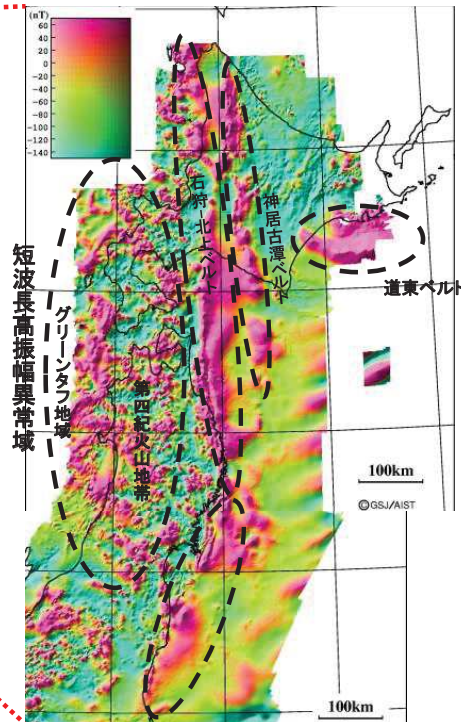 (nT)
60
40
20
0
-20
-40
-60
-80
-100
-120
-140
石狩-北上ベルト
神居古潭ベルト
道東ベルト
短波長高振幅異常域
グリーンタフ地域
第四紀火山地帯
100km
©GSJ/AIST
100km